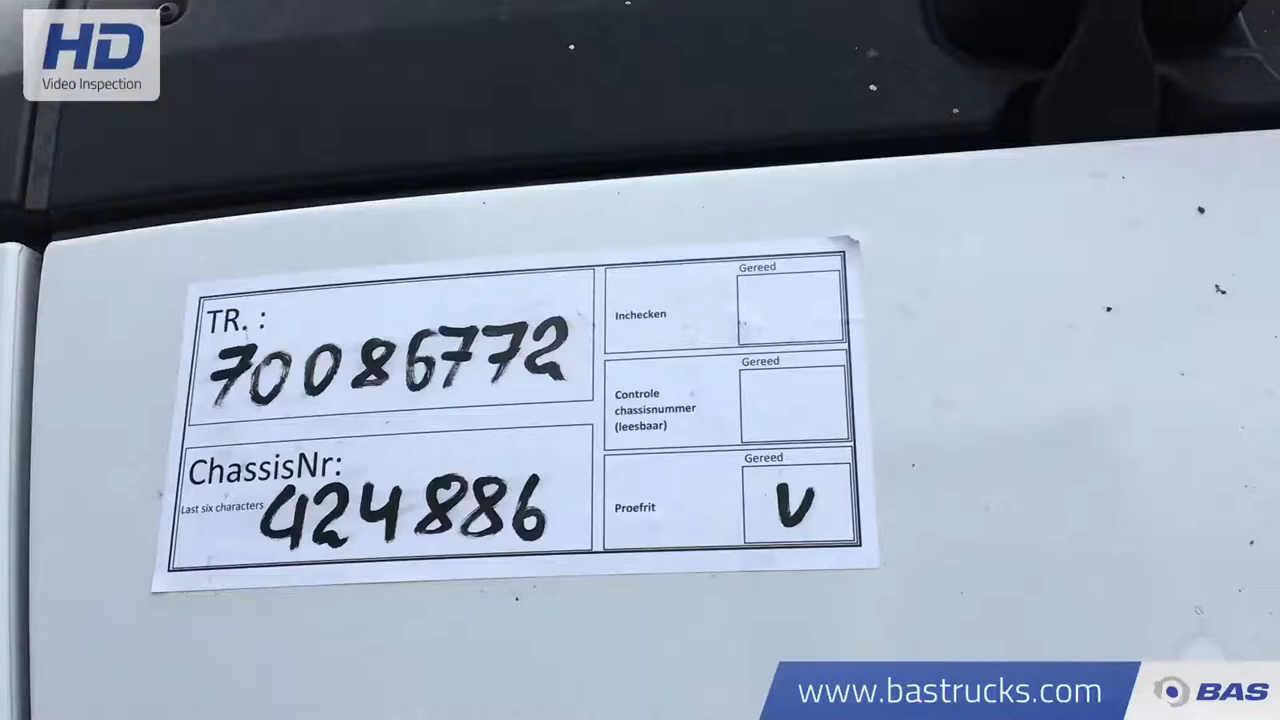 HD
Video Inspection
TR. :
70086772
ChassisNr:
Last six characters
424886
Inchecken
Gereed
Controle
chassisnummer
(leesbaar)
Gereed
Proefrit
Gereed
V
www.bastrucks.com
BAS